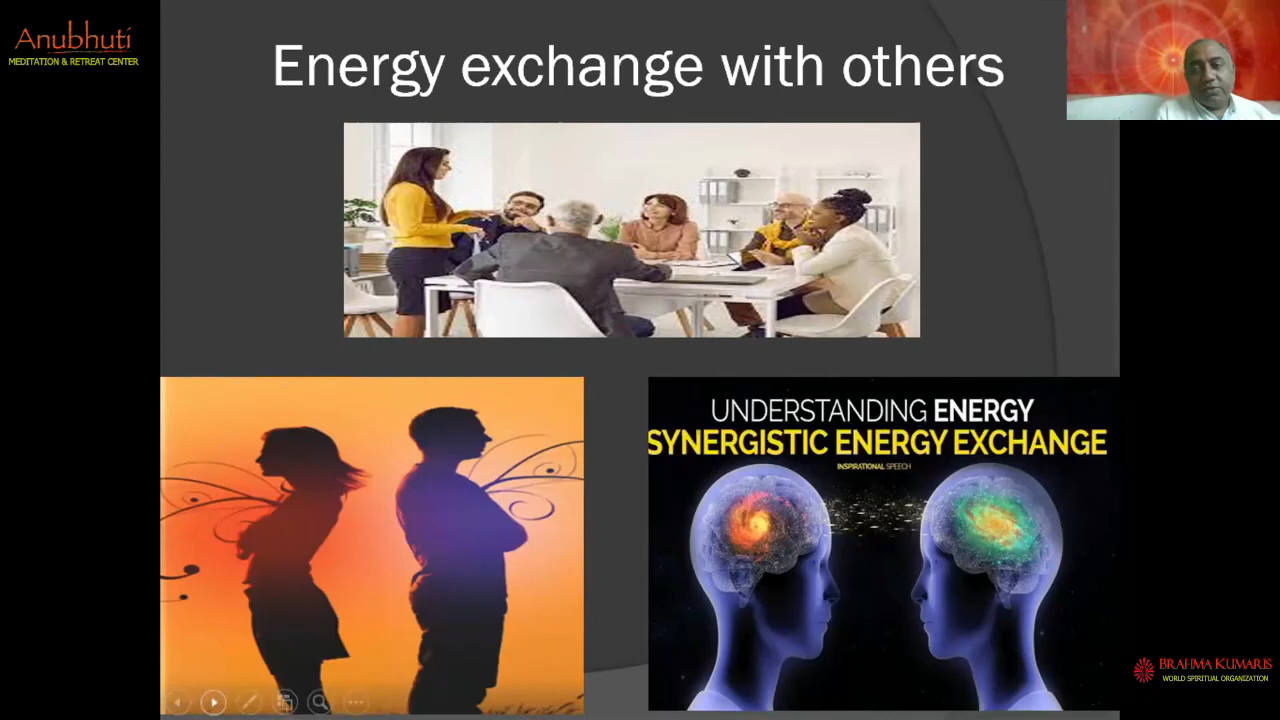 Anubhuti
MEDITATION & RETREAT CENTER
Energy exchange with others
UNDERSTANDING ENERGY
SYNERGISTIC ENERGY EXCHANGE
INSPIRATIONAL SPEECH
BRAHMA KUMARIS
WORLD SPIRITUAL ORGANIZATION